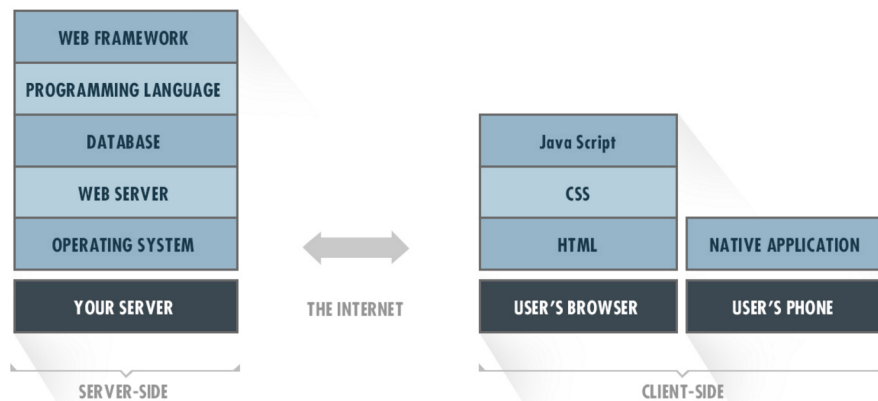 WEB FRAMEWORK
PROGRAMMING LANGUAGE
DATABASE
WEB SERVER
OPERATING SYSTEM
YOUR SERVER
SERVER-SIDE
THE INTERNET
Java Script
CSS
HTML
USER'S BROWSER
NATIVE APPLICATION
USER'S PHONE
CLIENT-SIDE